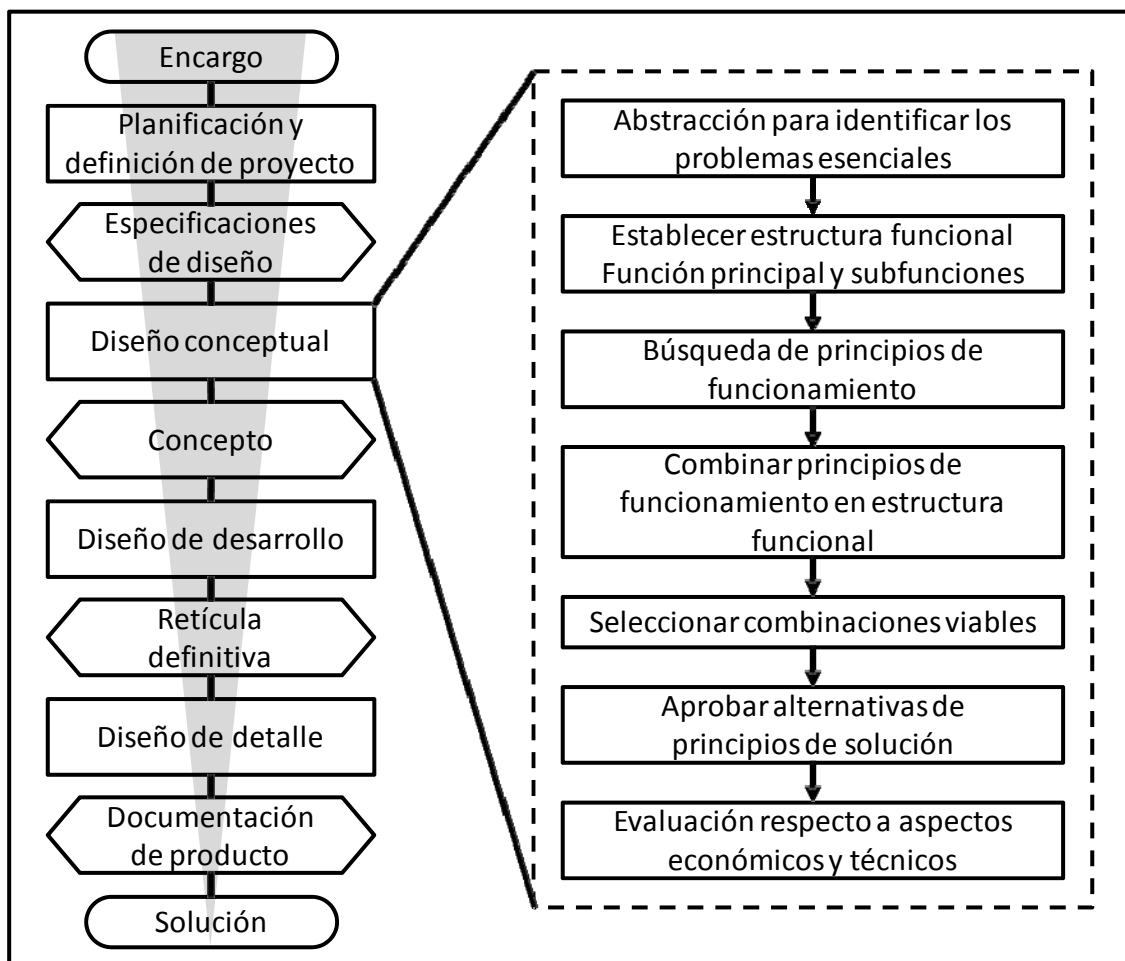 Encargo
Planificación y
definición de proyecto
Especificaciones
de diseño
Diseño conceptual
Concepto
Diseño de desarrollo
Retícula
definitiva
Diseño de detalle
Documentación
de producto
Solución
Abstracción para identificar los
problemas esenciales
Establecer estructura funcional
Función principal y subfunciones
Búsqueda de principios de
funcionamiento
Combinar principios de
funcionamiento en estructura
funcional
Seleccionar combinaciones viables
Aprobar alternativas de
principios de solución
Evaluación respecto a aspectos
económicos y técnicos